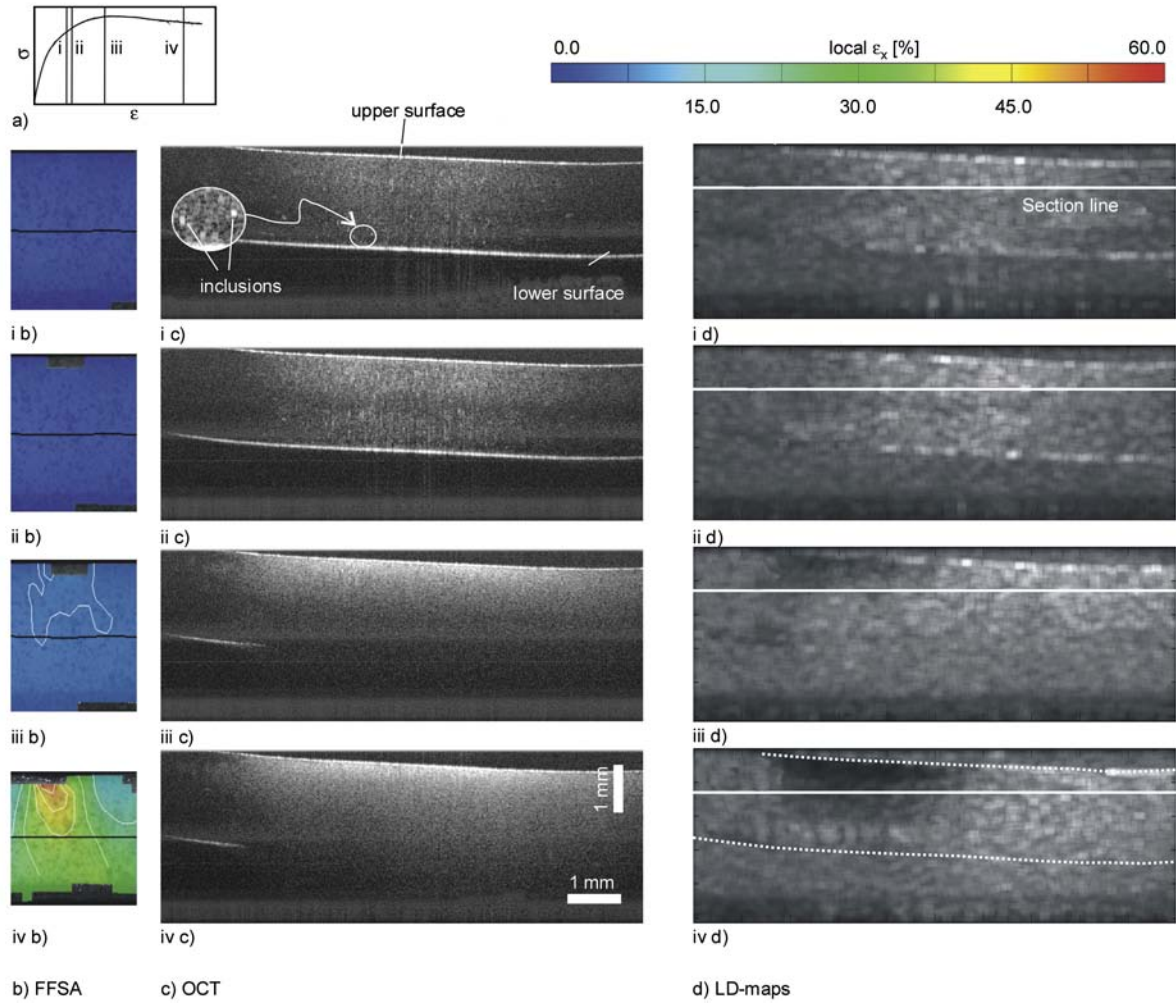 σ
i ii iii iv
ε
a)
0.0 local εx [%] 60.0
15.0 30.0 45.0
upper surface
inclusions
lower surface
Section line
i b) i c) i d)
ii b) ii c) ii d)
iii b) iii c) iii d)
1 mm
1 mm
iv b) iv c) iv d)
b) FFSA c) OCT d) LD-maps